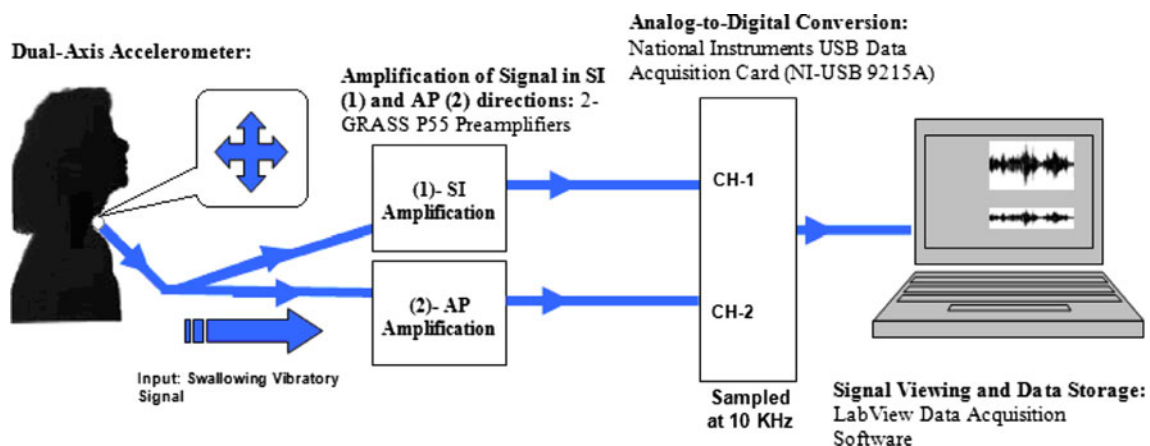 Dual-Axis Accelerometer:
Amplification of Signal in SI
(1) and AP (2) directions: 2-
GRASS P55 Preamplifiers
Analog-to-Digital Conversion:
National Instruments USB Data
Acquisition Card (NI-USB 9215A)
(1)- SI
Amplification
(2)- AP
Amplification
CH-1
CH-2
Input: Swallowing Vibratory
Signal
Sampled
at 10 KHz
Signal Viewing and Data Storage:
LabView Data Acquisition
Software